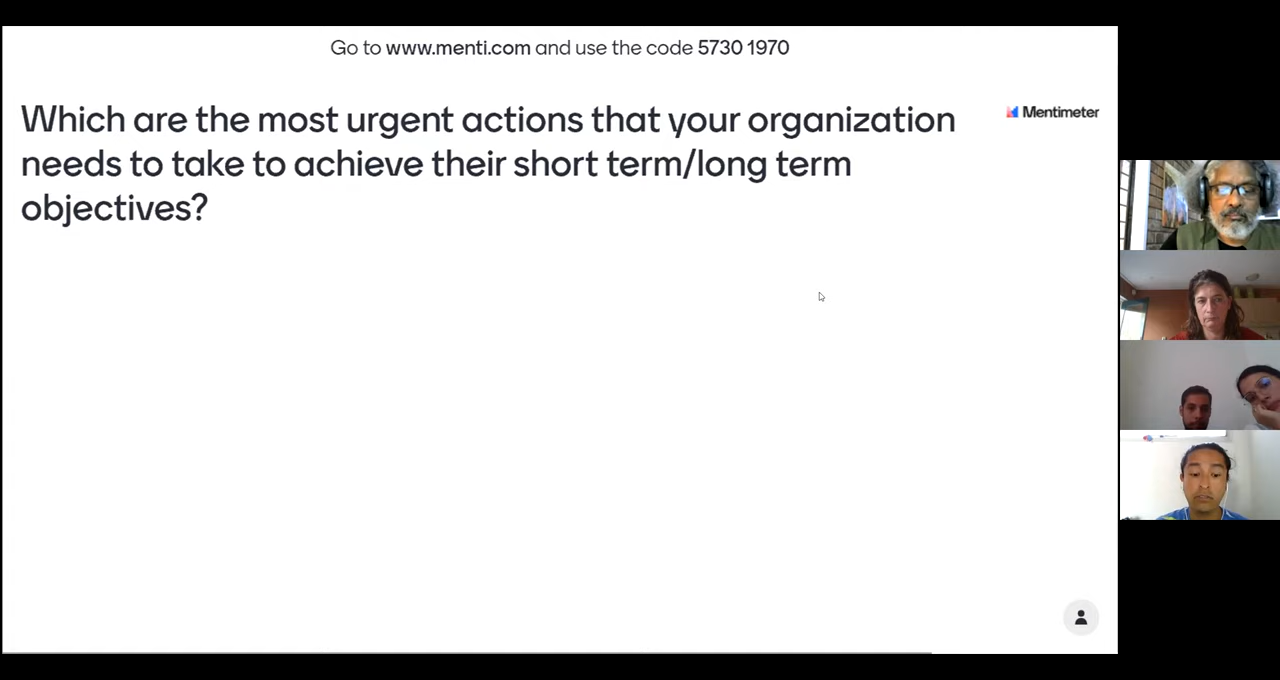 Go to www.menti.com and use the code 5730 1970
Which are the most urgent actions that your organization
Mentimeter
needs to take to achieve their short term/long term
objectives?